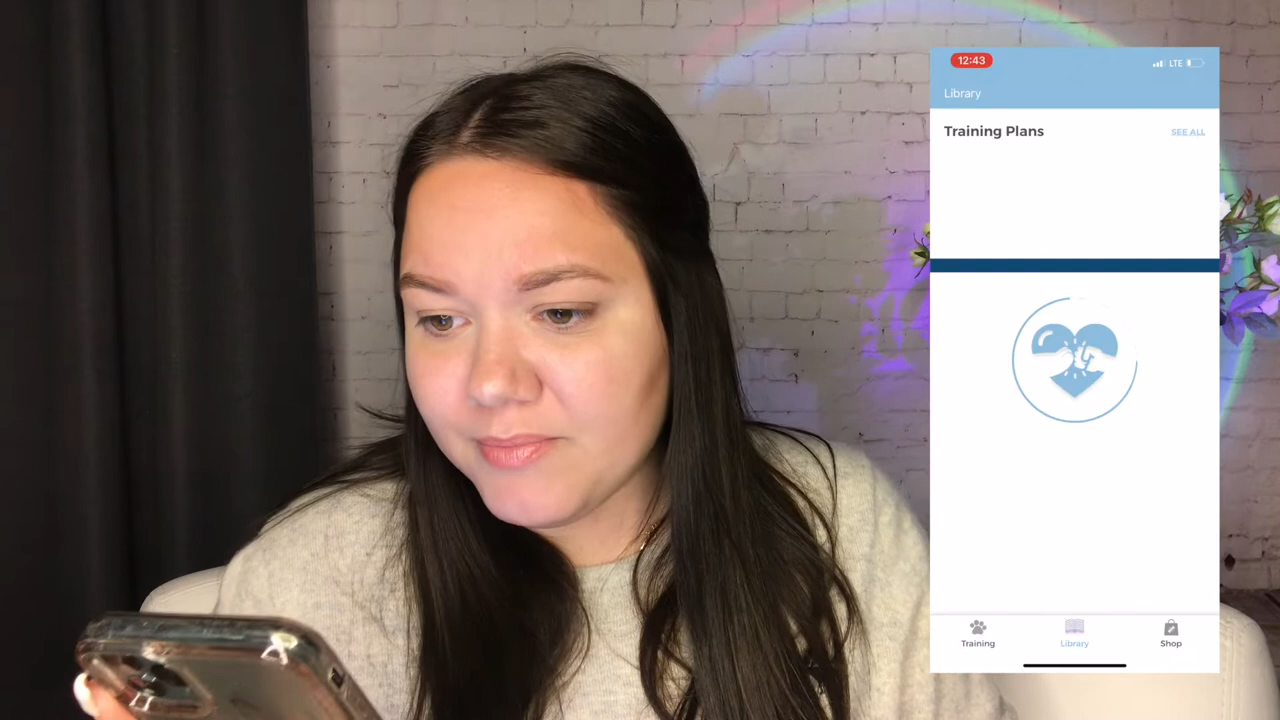 12:43
LTE
Library
Training Plans
SEE ALL
Training
Library
Shop